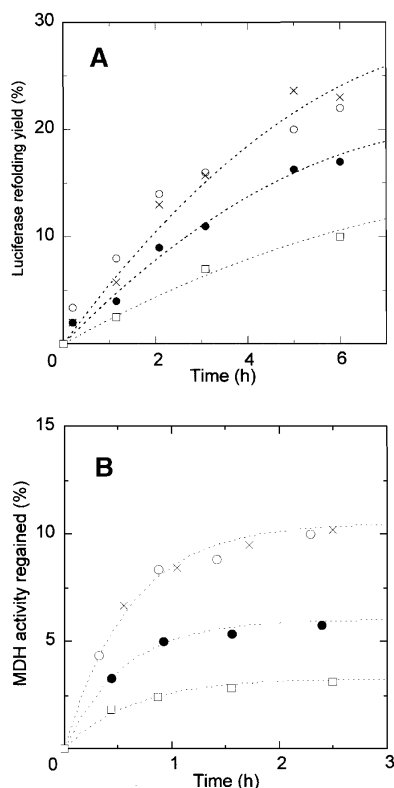 30
A
20
10
0
Luciferase refolding yield (%)
0 2 4 6
Time (h)
15
B
10
5
0
MDH activity regained (%)
0 1 2 3
Time (h)